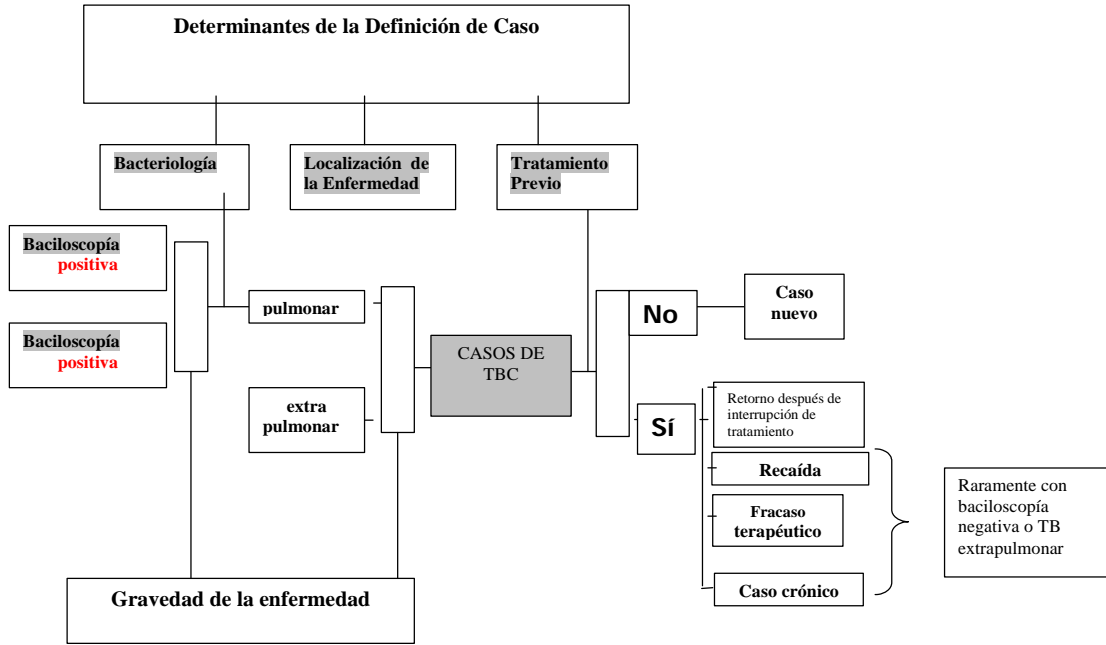 Determinantes de la Definición de Caso
Bacteriología
Localización de
la Enfermedad
Tratamiento
Previo
Baciloscopía
positiva
Baciloscopía
positiva
pulmonar
extra
pulmonar
CASOS DE
TBC
No
Caso
nuevo
Sí
Retorno después de
interrupción de
tratamiento
Recaída
Fracaso
terapéutico
Caso crónico
Raramente con
baciloscopía
negativa o TB
extrapulmonar
Gravedad de la enfermedad